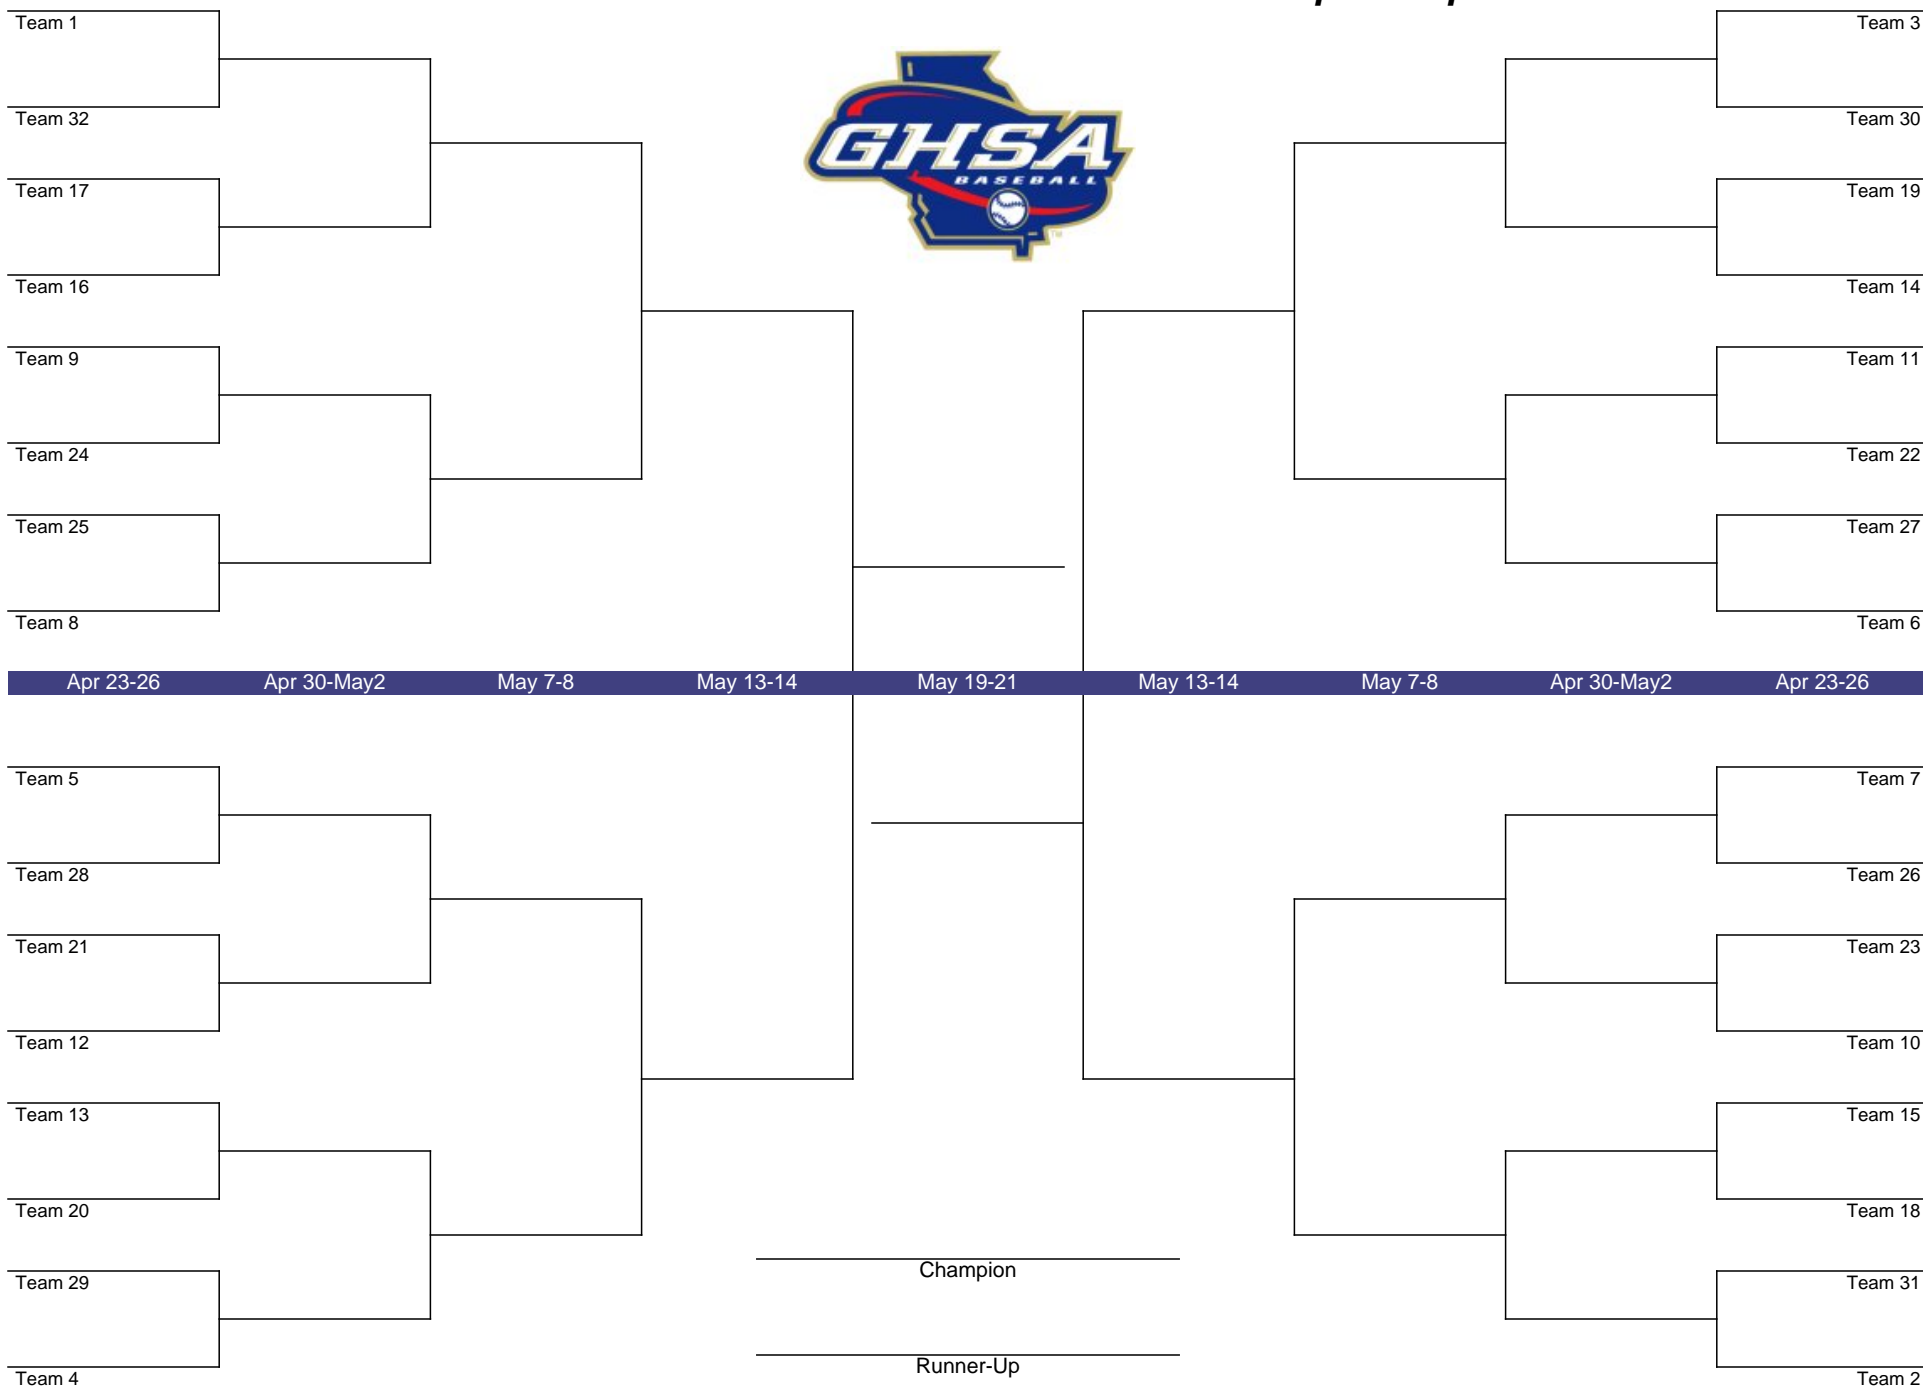 Team 1
Team 32
Team 17
Team 16
Team 9
Team 24
Team 25
Team 8
GHSA
BASEBALL
TM
Team 3
Team 30
Team 19
Team 14
Team 11
Team 22
Team 27
Team 6
Apr 23-26 Apr 30-May2 May 7-8 May 13-14 May 19-21 May 13-14 May 7-8 Apr 30-May2 Apr 23-26
Team 5
Team 28
Team 21
Team 12
Team 13
Team 20
Team 29
Team 4
Champion
Runner-Up
Team 7
Team 26
Team 23
Team 10
Team 15
Team 18
Team 31
Team 2